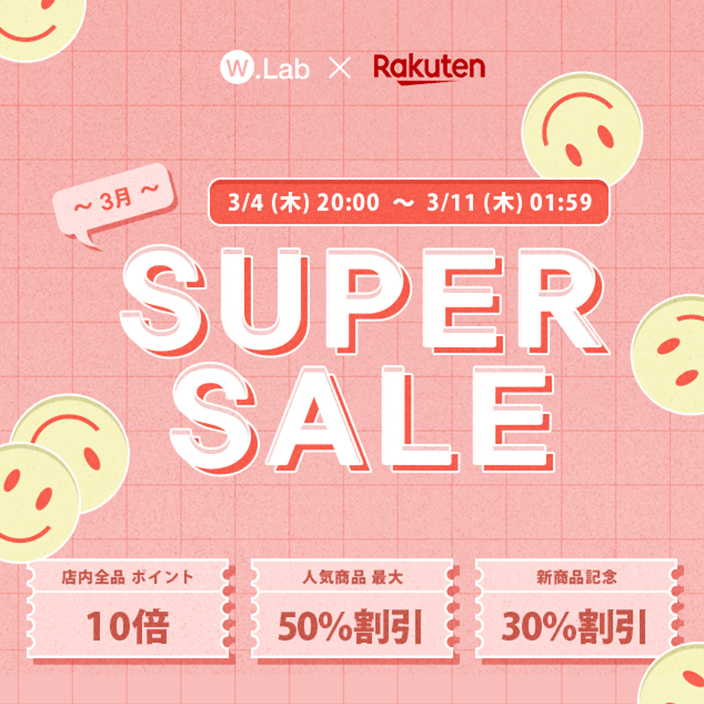 W.Lab × Rakuten
～ 3月 ～
3/4 (木) 20:00 ～ 3/11 (木) 01:59
SUPER
SALE
店内全品 ポイント
10倍
人気商品 最大
50%割引
新商品記念
30%割引